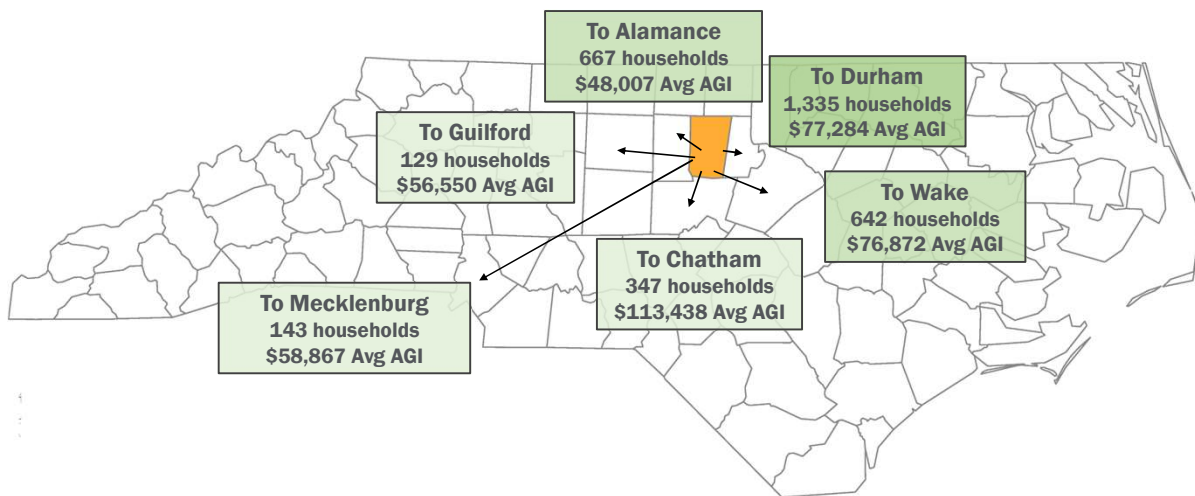 To Alamance
667 households
$48,007 Avg AGI
To Durham
1,335 households
$77,284 Avg AGI
To Guilford
129 households
$56,550 Avg AGI
To Wake
642 households
$76,872 Avg AGI
To Chatham
347 households
$113,438 Avg AGI
To Mecklenburg
143 households
$58,867 Avg AGI